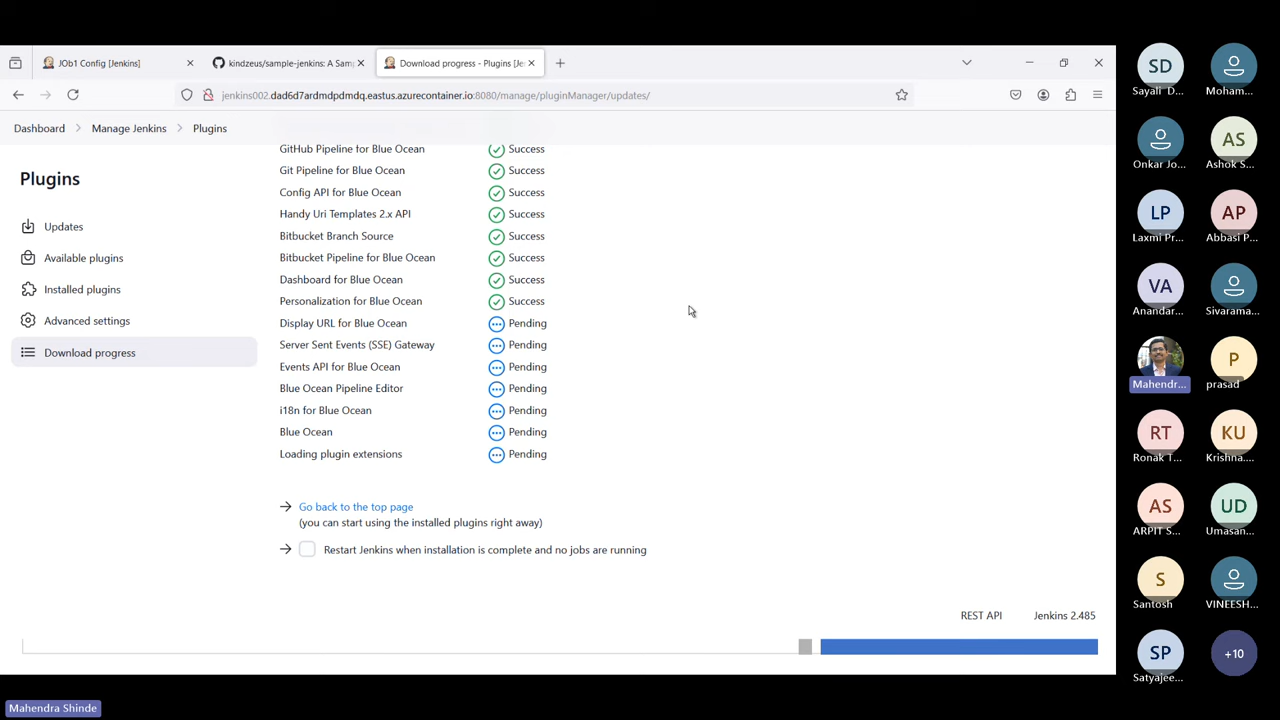 JOb1 Config [Jenkins]
kindzeus/sample-jenkins: A Sam
Download progress - Plugins [Je
jenkins002.dad6d7ardmdpdmdq.eastus.azurecontainer.io:8080/manage/pluginManager/updates/
Dashboard > Manage Jenkins > Plugins
Plugins
Updates
Available plugins
Installed plugins
Advanced settings
Download progress
GitHub Pipeline for Blue Ocean Success
Git Pipeline for Blue Ocean Success
Config API for Blue Ocean Success
Handy Uri Templates 2.x API Success
Bitbucket Branch Source Success
Bitbucket Pipeline for Blue Ocean Success
Dashboard for Blue Ocean Success
Personalization for Blue Ocean Success
Display URL for Blue Ocean Pending
Server Sent Events (SSE) Gateway Pending
Events API for Blue Ocean Pending
Blue Ocean Pipeline Editor Pending
i18n for Blue Ocean Pending
Blue Ocean Pending
Loading plugin extensions Pending
Go back to the top page
(you can start using the installed plugins right away)
Restart Jenkins when installation is complete and no jobs are running
REST API Jenkins 2.485
SD
Sayali D...
Moham...
Onkar Jo...
AS
Ashok S...
LP
Laxmi Pr...
AP
Abbasi P...
VA
Anandar...
Sivarama...
Mahendr...
P
prasad
RT
Ronak T...
KU
Krishna....
AS
ARPIT S...
UD
Umasan...
S
Santosh
VINEESH...
SP
Satyajee...
+10
Mahendra Shinde